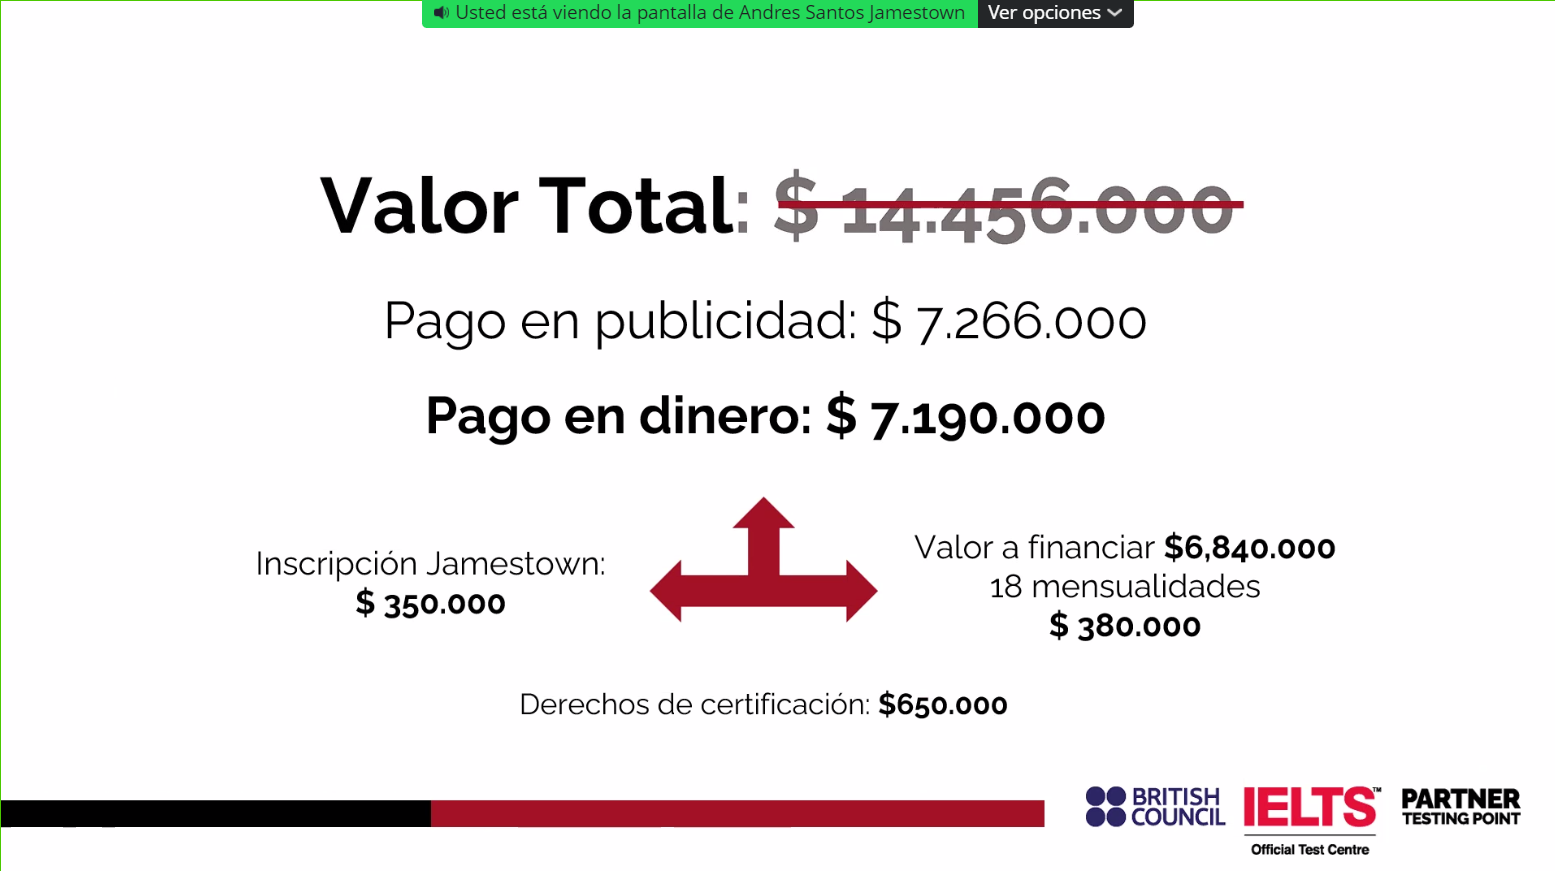 Usted está viendo la pantalla de Andres Santos Jamestown Ver opciones
Valor Total: $ 14.456.000
Pago en publicidad: $ 7.266.000
Pago en dinero: $ 7.190.000
Inscripción Jamestown:
$ 350.000
Valor a financiar $6,840.000
18 mensualidades
$ 380.000
Derechos de certificación: $650.000
BRITISH
COUNCIL
IELTS™
Official Test Centre
PARTNER
TESTING POINT